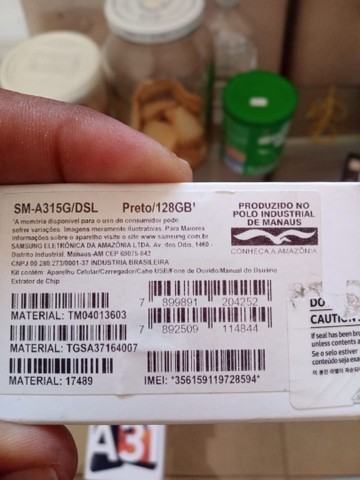 SM-A315G/DSL Preto/128GB¹
PRODUZIDO NO
POLO INDUSTRIAL
DE MANAUS
CONHEÇA A AMAZÔNIA
¹A memória disponível para o uso do consumidor pode
sofrer variações. Imagens meramente ilustrativas. Para Maiores
informações sobre o aparelho visite o site www.samsung.com.br
SAMSUNG ELETRÔNICA DA AMAZÔNIA LTDA. Av. dos Oitis, 1460 -
Distrito Industrial. Manaus-AM CEP 69075-842
CNPJ 00.280.273/0001-37 INDÚSTRIA BRASILEIRA
Kit contém: Aparelho Celular/Carregador/Cabo USB/Fone de Ouvido/Manual do Usuário
Extrator de Chip
7 899891 204252
MATERIAL: TM04013603
7 892509 114844
MATERIAL: TGSA37164007
MATERIAL: 17489
IMEI: *356159119728594*
DO
CAUTION
If seal has been bro
unless contents a
Se o selo estiver
conteúdo seja exa
A31